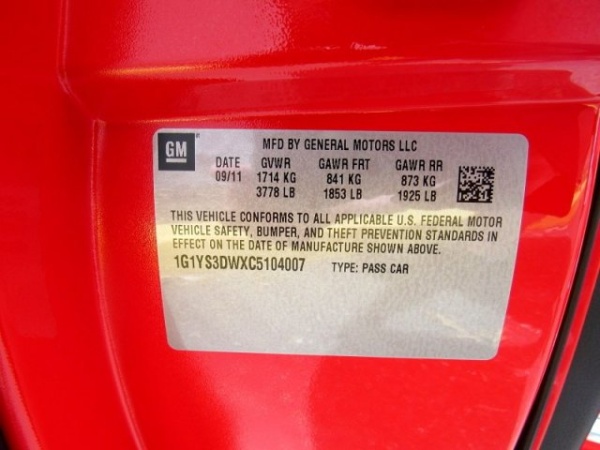 GM MFD BY GENERAL MOTORS LLC
DATE GVWR GAWR FRT GAWR RR
09/11 1714 KG 841 KG 873 KG
3778 LB 1853 LB 1925 LB
THIS VEHICLE CONFORMS TO ALL APPLICABLE U.S. FEDERAL MOTOR
VEHICLE SAFETY, BUMPER, AND THEFT PREVENTION STANDARDS IN
EFFECT ON THE DATE OF MANUFACTURE SHOWN ABOVE.
1G1YS3DWXC5104007 TYPE: PASS CAR